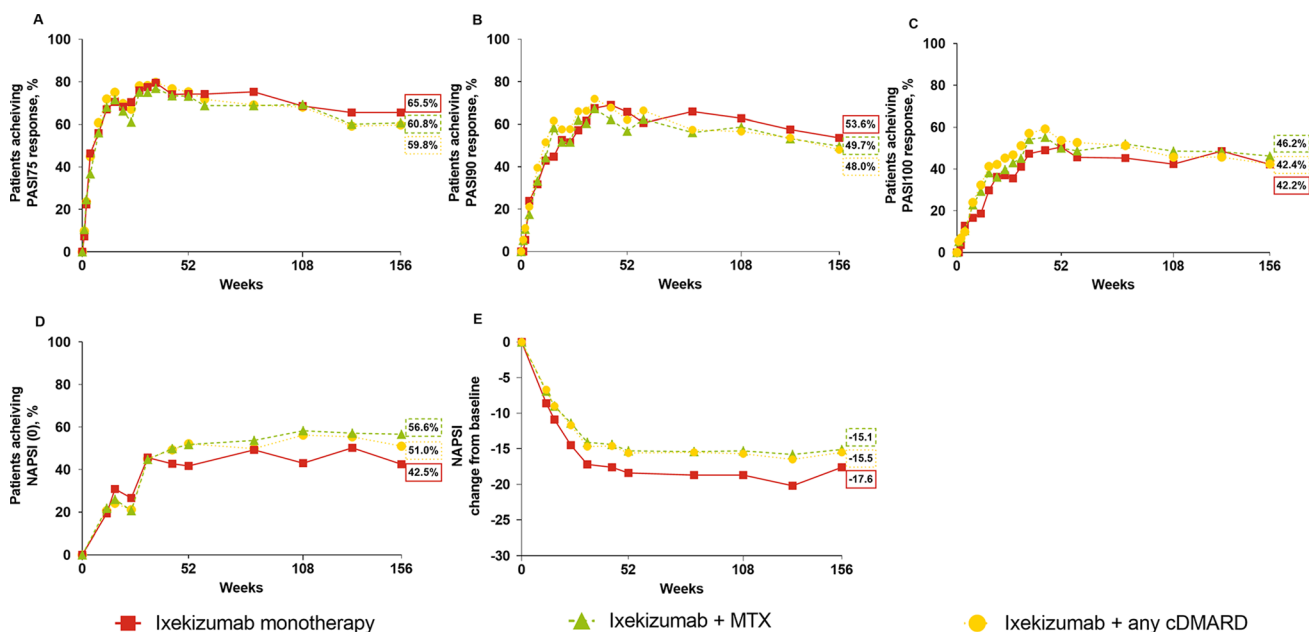 A
Patients acheiving
PASI75 response, %
100
80
60
40
20
0
0
52
108
156
Weeks
65.5%
60.8%
59.8%
B
Patients acheiving
PASI90 response, %
100
80
60
40
20
0
0
52
108
156
Weeks
53.6%
49.7%
48.0%
C
Patients acheiving
PASI100 response, %
100
80
60
40
20
0
0
52
108
156
Weeks
46.2%
42.4%
42.2%
D
Patients acheiving
NAPSI (0), %
100
80
60
40
20
0
0
52
108
156
Weeks
56.6%
51.0%
42.5%
E
NAPSI
change from baseline
0
-5
-10
-15
-20
-25
-30
0
52
108
156
Weeks
-15.1
-15.5
-17.6
Ixekizumab monotherapy
Ixekizumab + MTX
Ixekizumab + any cDMARD